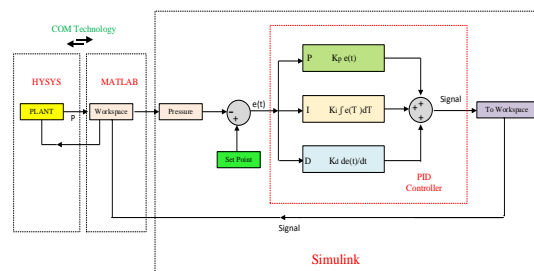 COM Technology
HYSYS
MATLAB
PLANT
P
Workspace
Pressure
−
+
e(t)
Set Point
P Kp e(t)
I Ki ∫ e(T )dT
D Kd de(t)/dt
+
+
+
Signal
To Workspace
PID
Controller
Signal
Simulink